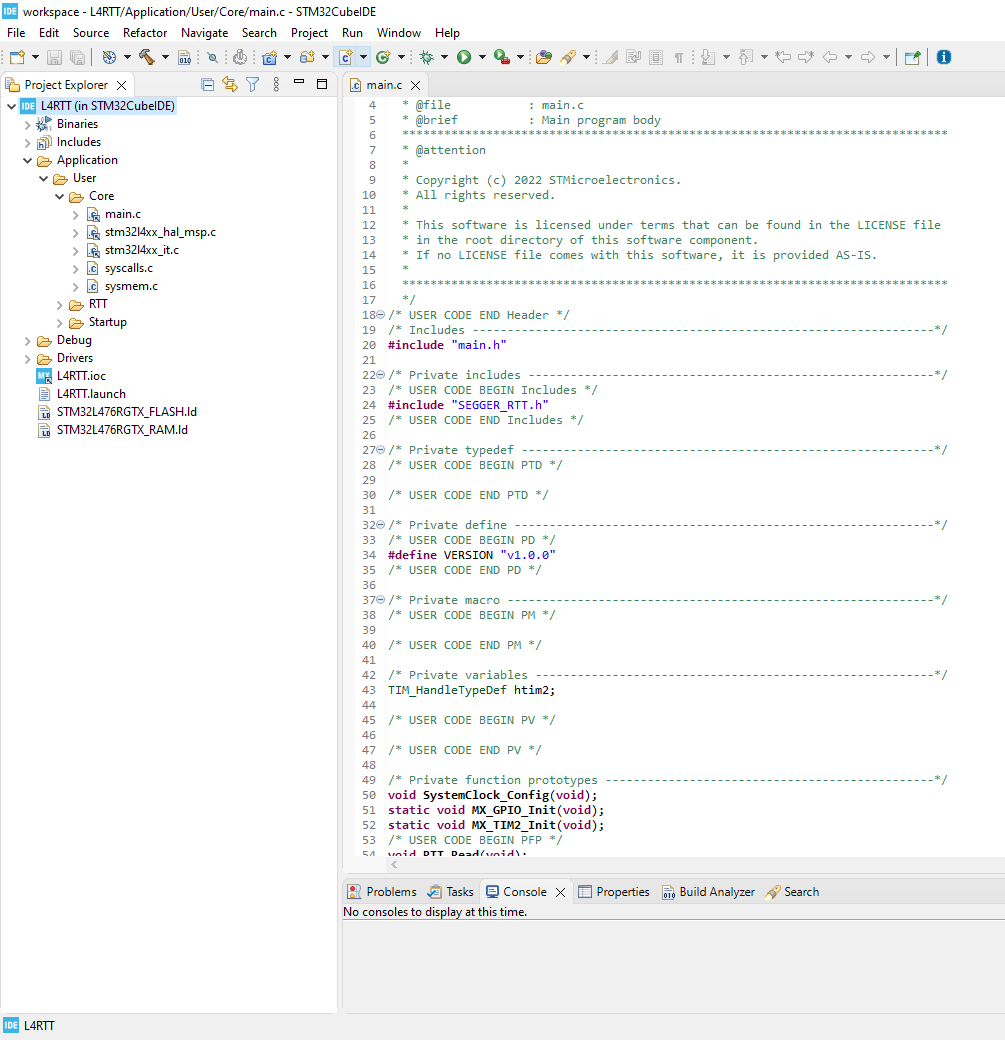 IDE workspace - L4RTT/Application/User/Core/main.c - STM32CubeIDE
File Edit Source Refactor Navigate Search Project Run Window Help
Project Explorer
IDE L4RTT (in STM32CubeIDE)
Binaries
Includes
Application
User
Core
main.c
stm32l4xx_hal_msp.c
stm32l4xx_it.c
syscalls.c
sysmem.c
RTT
Startup
Debug
Drivers
MX L4RTT.ioc
L4RTT.launch
STM32L476RGTX_FLASH.ld
STM32L476RGTX_RAM.ld
main.c
4 * @file : main.c
5 * @brief : Main program body
6 ******************************************************************************
7 * @attention
8 *
9 * Copyright (c) 2022 STMicroelectronics.
10 * All rights reserved.
11 *
12 * This software is licensed under terms that can be found in the LICENSE file
13 * in the root directory of this software component.
14 * If no LICENSE file comes with this software, it is provided AS-IS.
15 *
16 ******************************************************************************
17 */
18 /* USER CODE END Header */
19 /* Includes ------------------------------------------------------------------*/
20 #include "main.h"
21
22 /* Private includes ----------------------------------------------------------*/
23 /* USER CODE BEGIN Includes */
24 #include "SEGGER_RTT.h"
25 /* USER CODE END Includes */
26
27 /* Private typedef -----------------------------------------------------------*/
28 /* USER CODE BEGIN PTD */
29
30 /* USER CODE END PTD */
31
32 /* Private define ------------------------------------------------------------*/
33 /* USER CODE BEGIN PD */
34 #define VERSION "v1.0.0"
35 /* USER CODE END PD */
36
37 /* Private macro -------------------------------------------------------------*/
38 /* USER CODE BEGIN PM */
39
40 /* USER CODE END PM */
41
42 /* Private variables ---------------------------------------------------------*/
43 TIM_HandleTypeDef htim2;
44
45 /* USER CODE BEGIN PV */
46
47 /* USER CODE END PV */
48
49 /* Private function prototypes -----------------------------------------------*/
50 void SystemClock_Config(void);
51 static void MX_GPIO_Init(void);
52 static void MX_TIM2_Init(void);
53 /* USER CODE BEGIN PFP */
54 void RTT_Read(void);
Problems Tasks Console Properties Build Analyzer Search
No consoles to display at this time.
IDE L4RTT